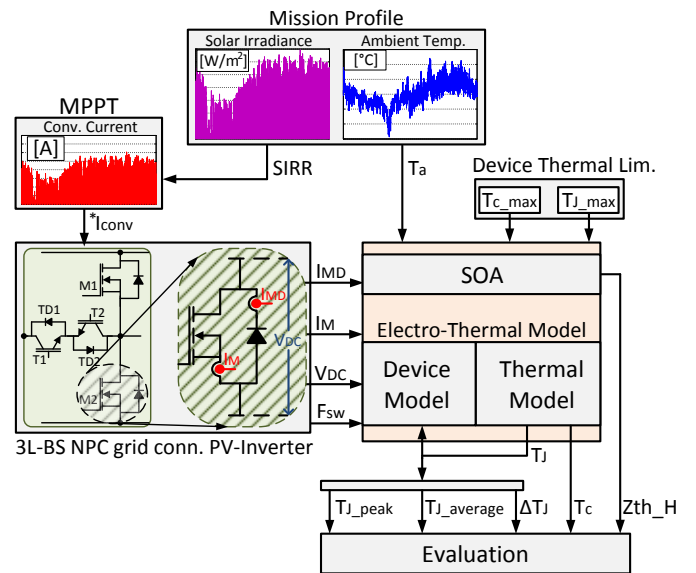 Mission Profile
Solar Irradiance
[W/m²]
Ambient Temp.
[°C]
MPPT
Conv. Current
[A]
SIRR
Ta
Device Thermal Lim.
Tc_max
TJ_max
*Iconv
M1
TD1
T2
T1
TD2
M2
IMD
IM
VDC
IMD
IM
VDC
Fsw
SOA
Electro-Thermal Model
Device
Model
Thermal
Model
3L-BS NPC grid conn. PV-Inverter
TJ
TJ_peak
TJ_average
ΔTJ
Tc
Zth_H
Evaluation